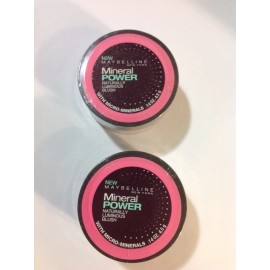 NEW
MAYBELLINE
NEW YORK
Mineral
POWER
NATURALLY
LUMINOUS
BLUSH
WITH MICRO-MINERALS
NEW
MAYBELLINE
NEW YORK
Mineral
POWER
NATURALLY
LUMINOUS
BLUSH
WITH MICRO-MINERALS